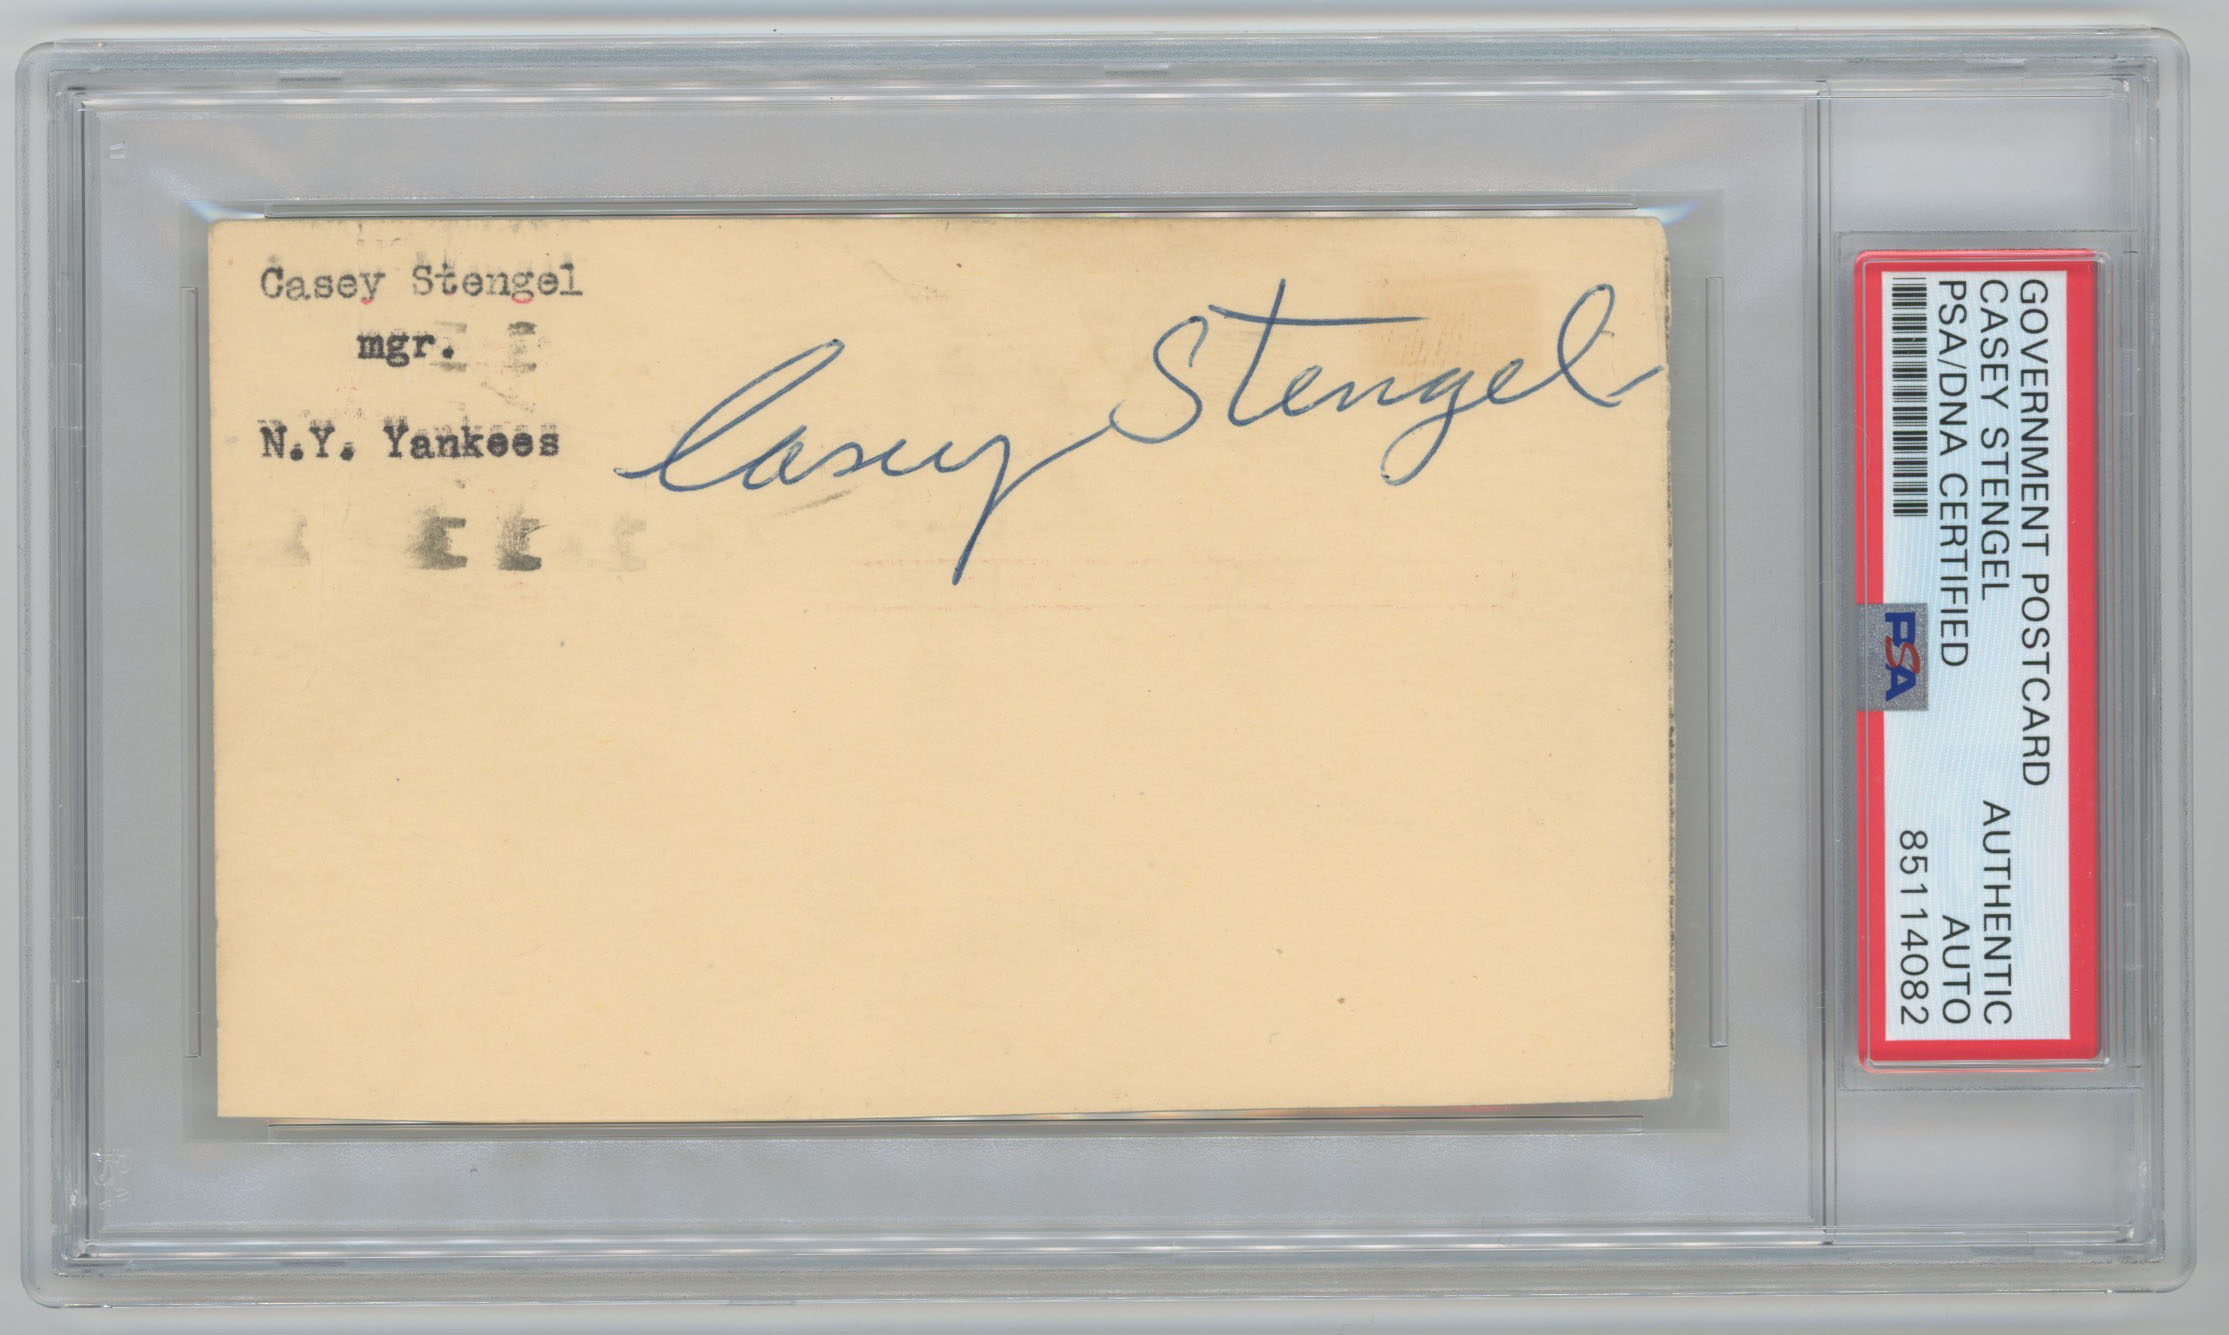 Casey Stengel
mgr.
N.Y. Yankees
Casey Stengel
GOVERNMENT POSTCARD
CASEY STENGEL AUTHENTIC
PSA/DNA CERTIFIED AUTO
PSA 85114082